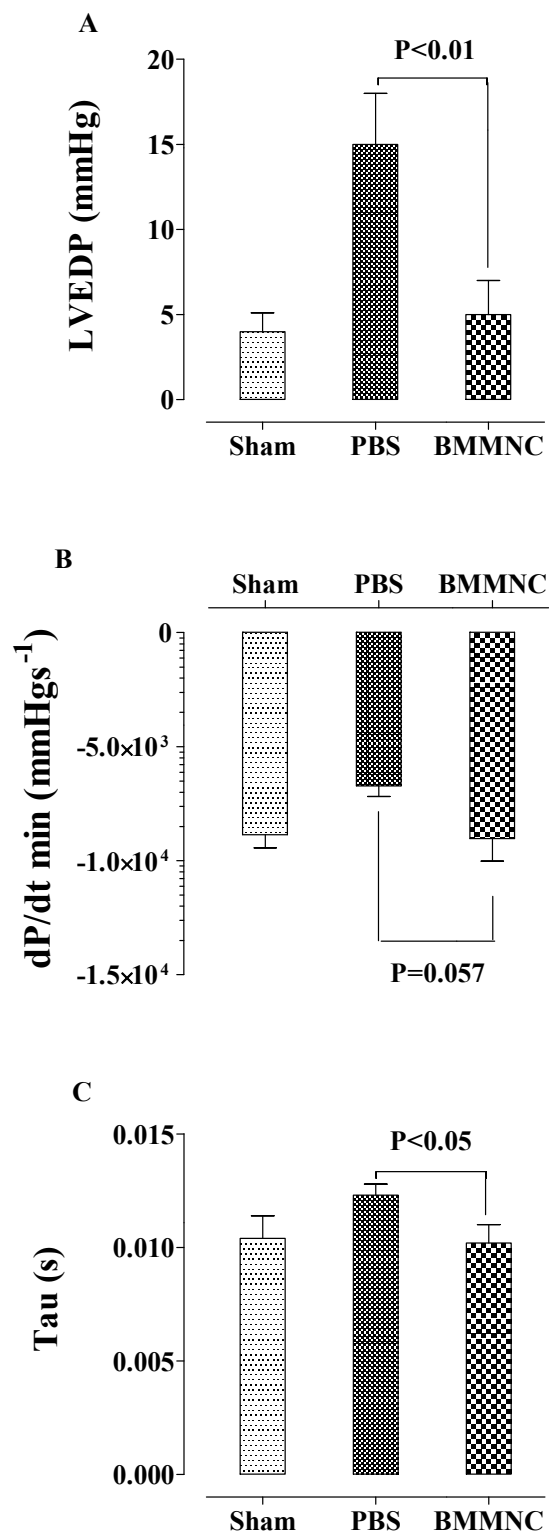 A
P<0.01
LVEDP (mmHg)
20
15
10
5
0
Sham PBS BMMNC
B
Sham PBS BMMNC
dP/dt min (mmHgs⁻¹)
0
-5.0×10³
-1.0×10⁴
-1.5×10⁴
P=0.057
C
P<0.05
Tau (s)
0.015
0.010
0.005
0.000
Sham PBS BMMNC